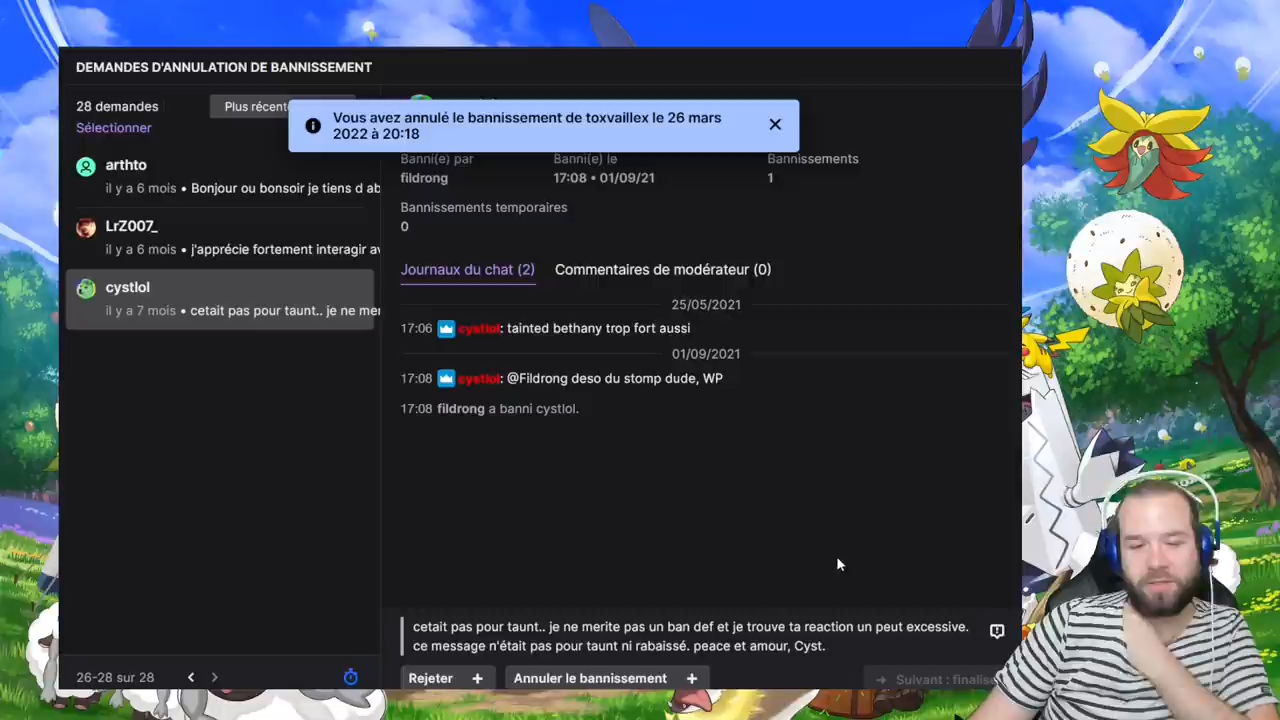 DEMANDES D'ANNULATION DE BANNISSEMENT
28 demandes
Plus récent
Sélectionner
Vous avez annulé le bannissement de toxvaillex le 26 mars
2022 à 20:18
arthto
il y a 6 mois • Bonjour ou bonsoir je tiens d ab
LrZ007_
il y a 6 mois • j'apprécie fortement interagir av
cystlol
il y a 7 mois • cetait pas pour taunt.. je ne mer
26-28 sur 28
Banni(e) par
fildrong
Banni(e) le
17:08 • 01/09/21
Bannissements
1
Bannissements temporaires
0
Journaux du chat (2)
Commentaires de modérateur (0)
25/05/2021
17:06 cystlol: tainted bethany trop fort aussi
01/09/2021
17:08 cystlol: @Fildrong deso du stomp dude, WP
17:08 fildrong a banni cystlol.
cetait pas pour taunt.. je ne merite pas un ban def et je trouve ta reaction un peut excessive.
ce message n'était pas pour taunt ni rabaissé. peace et amour, Cyst.
Rejeter +
Annuler le bannissement +
→ Suivant : finalise